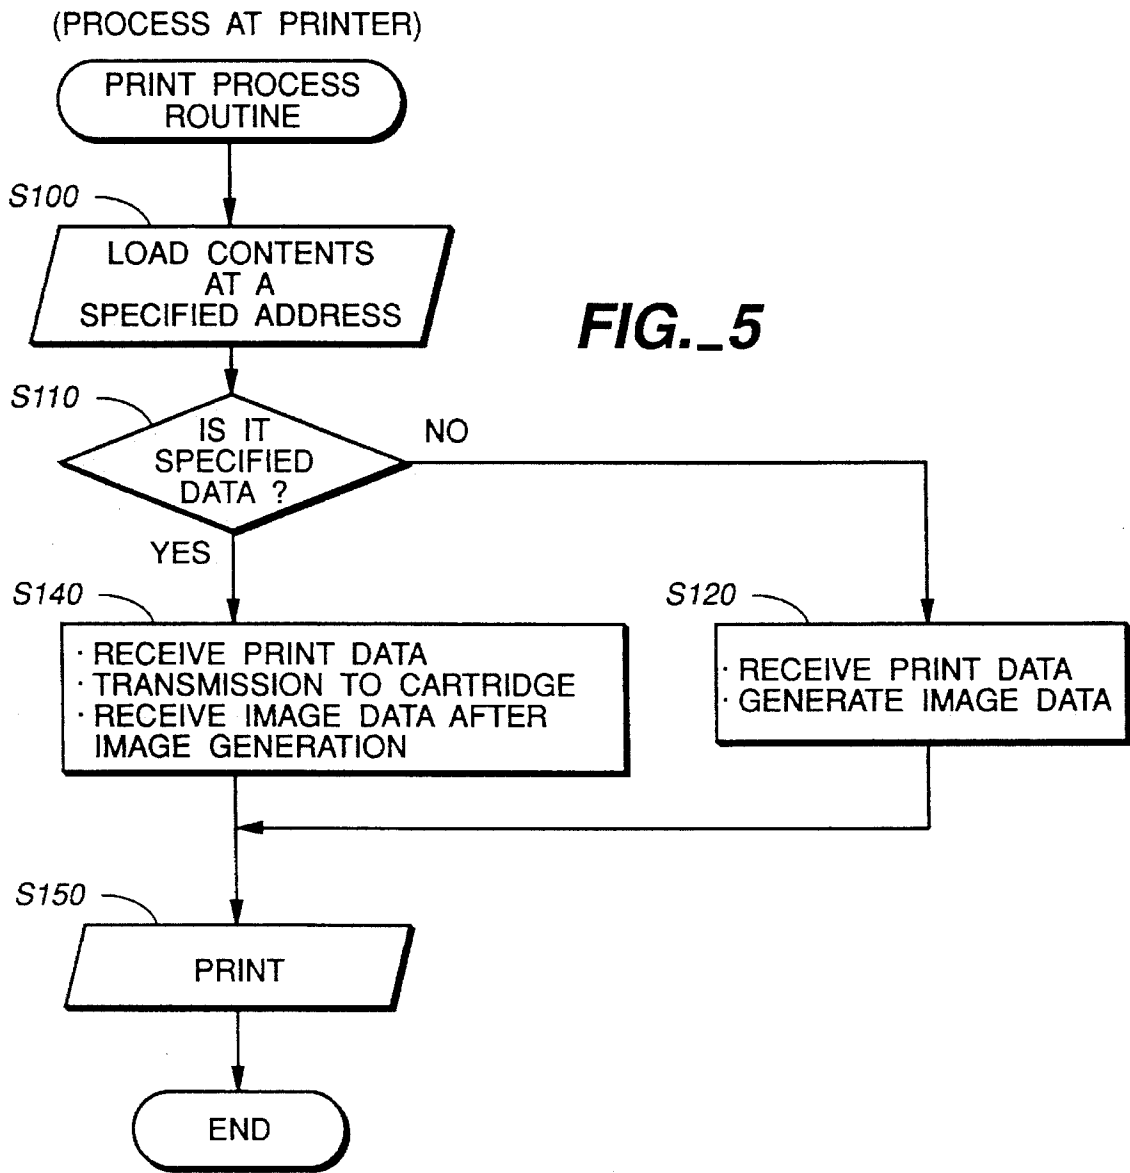 (PROCESS AT PRINTER)
PRINT PROCESS
ROUTINE
S100
LOAD CONTENTS
AT A
SPECIFIED ADDRESS
FIG._5
S110
IS IT
SPECIFIED
DATA ?
NO
YES
S140
· RECEIVE PRINT DATA
· TRANSMISSION TO CARTRIDGE
· RECEIVE IMAGE DATA AFTER
IMAGE GENERATION
S120
· RECEIVE PRINT DATA
· GENERATE IMAGE DATA
S150
PRINT
END